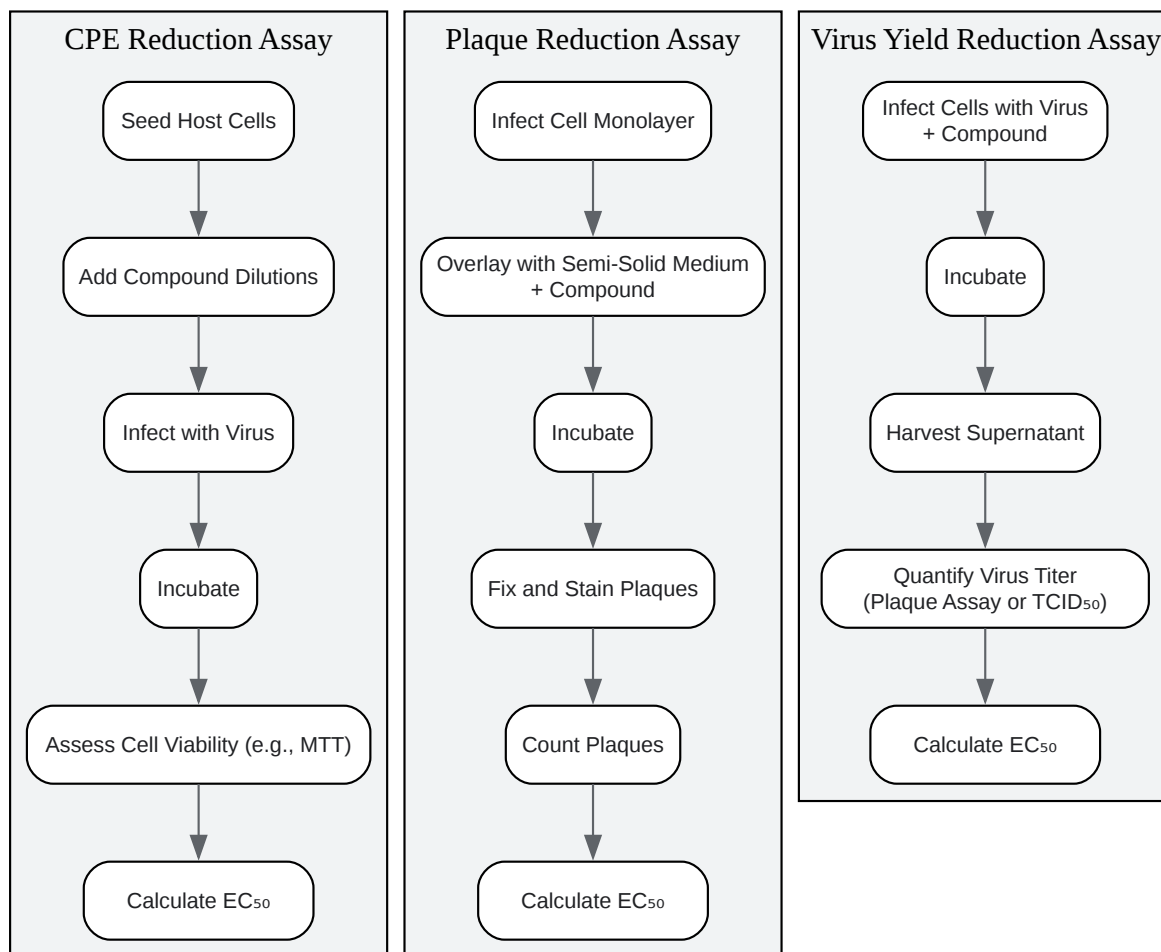 CPE Reduction Assay
Seed Host Cells
Add Compound Dilutions
Infect with Virus
Incubate
Assess Cell Viability (e.g., MTT)
Calculate EC₅₀
Plaque Reduction Assay
Infect Cell Monolayer
Overlay with Semi-Solid Medium
+ Compound
Incubate
Fix and Stain Plaques
Count Plaques
Calculate EC₅₀
Virus Yield Reduction Assay
Infect Cells with Virus
+ Compound
Incubate
Harvest Supernatant
Quantify Virus Titer
(Plaque Assay or TCID₅₀)
Calculate EC₅₀